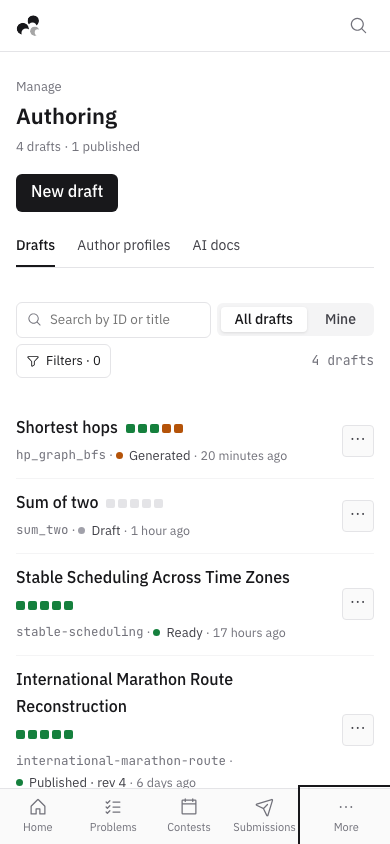 Manage
Authoring
4 drafts · 1 published
New draft
Drafts Author profiles AI docs
Search by ID or title All drafts Mine
Filters · 0 4 drafts
Shortest hops
hp_graph_bfs · Generated · 20 minutes ago
Sum of two
sum_two · Draft · 1 hour ago
Stable Scheduling Across Time Zones
stable-scheduling · Ready · 17 hours ago
International Marathon Route
Reconstruction
international-marathon-route ·
Published · rev 4 · 6 days ago
Home Problems Contests Submissions More